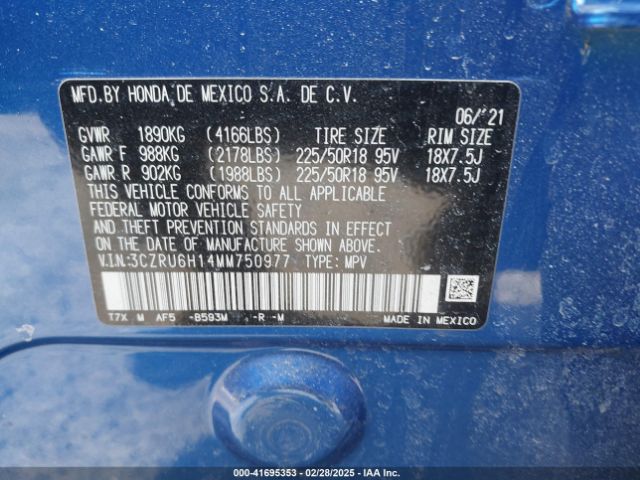 MFD.BY HONDA DE MEXICO S.A. DE C.V.
06/'21
GVWR 1890KG (4166LBS) TIRE SIZE RIM SIZE
GAWR F 988KG (2178LBS) 225/50R18 95V 18X7.5J
GAWR R 902KG (1988LBS) 225/50R18 95V 18X7.5J
THIS VEHICLE CONFORMS TO ALL APPLICABLE
FEDERAL MOTOR VEHICLE SAFETY
AND THEFT PREVENTION STANDARDS IN EFFECT
ON THE DATE OF MANUFACTURE SHOWN ABOVE.
V.I.N:3CZRU6H14MM750977 TYPE: MPV
T7X M AF5 -B593M -R -M MADE IN MEXICO
000-41695353 | 02/28/2025 | IAA Inc.